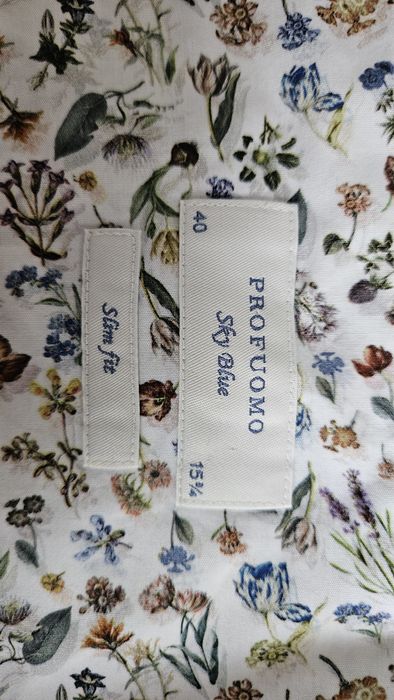 PROFUOMO
Sky Blue
40 15¾
Slim fit